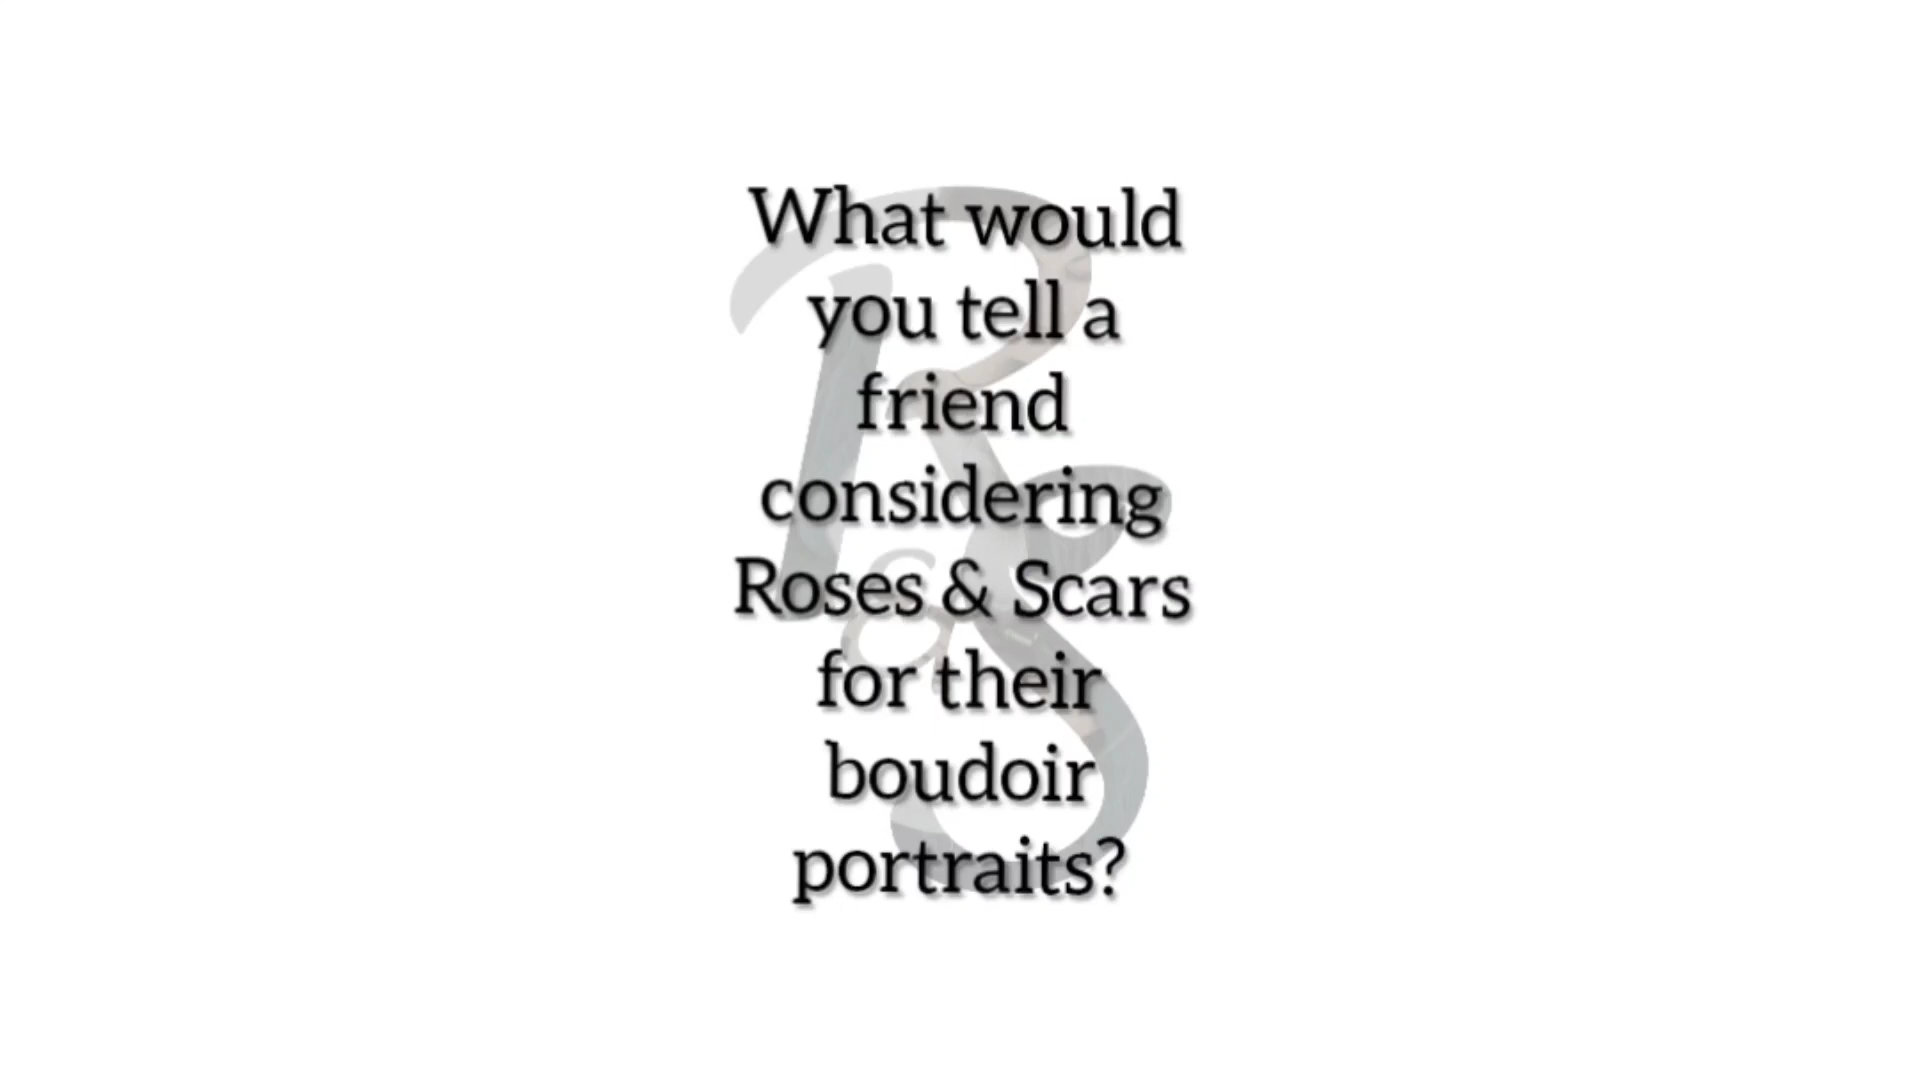 What would
you tell a
friend
considering
Roses & Scars
for their
boudoir
portraits?
R
&
S